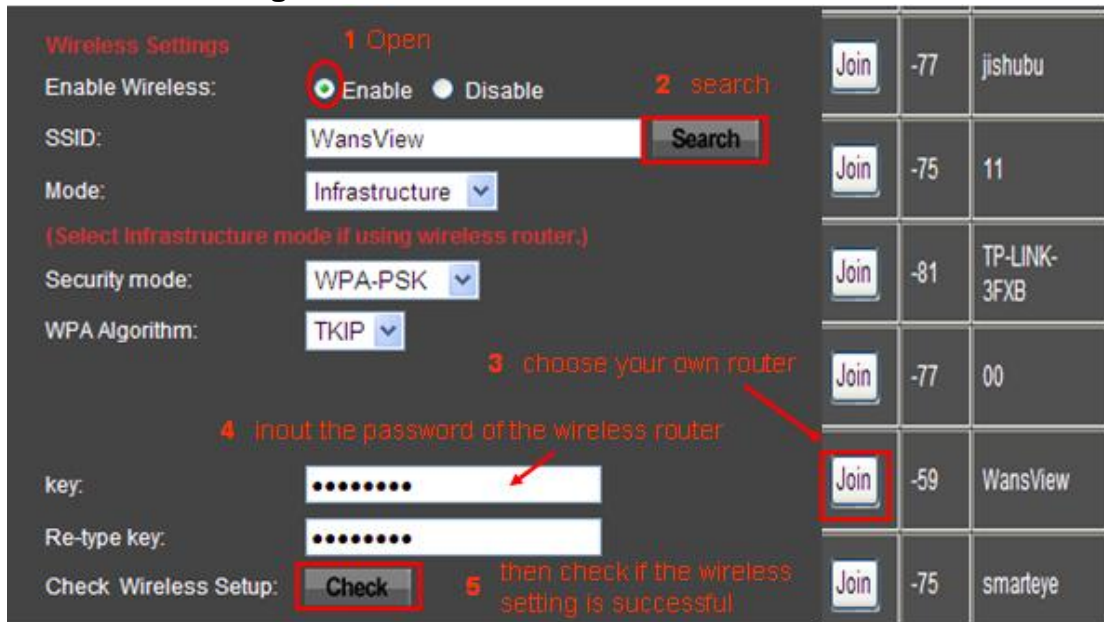 Wireless Settings
1 Open
Enable Wireless:
Enable
Disable
2 search
SSID:
WansView
Search
Mode:
Infrastructure
(Select Infrastructure mode if using wireless router.)
Security mode:
WPA-PSK
WPA Algorithm:
TKIP
3 choose your own router
4 inout the password of the wireless router
key:
••••••••
Re-type key:
••••••••
Check Wireless Setup:
Check
5 then check if the wireless
setting is successful
Join -77 jishubu
Join -75 11
Join -81 TP-LINK-
3FXB
Join -77 00
Join -59 WansView
Join -75 smarteye